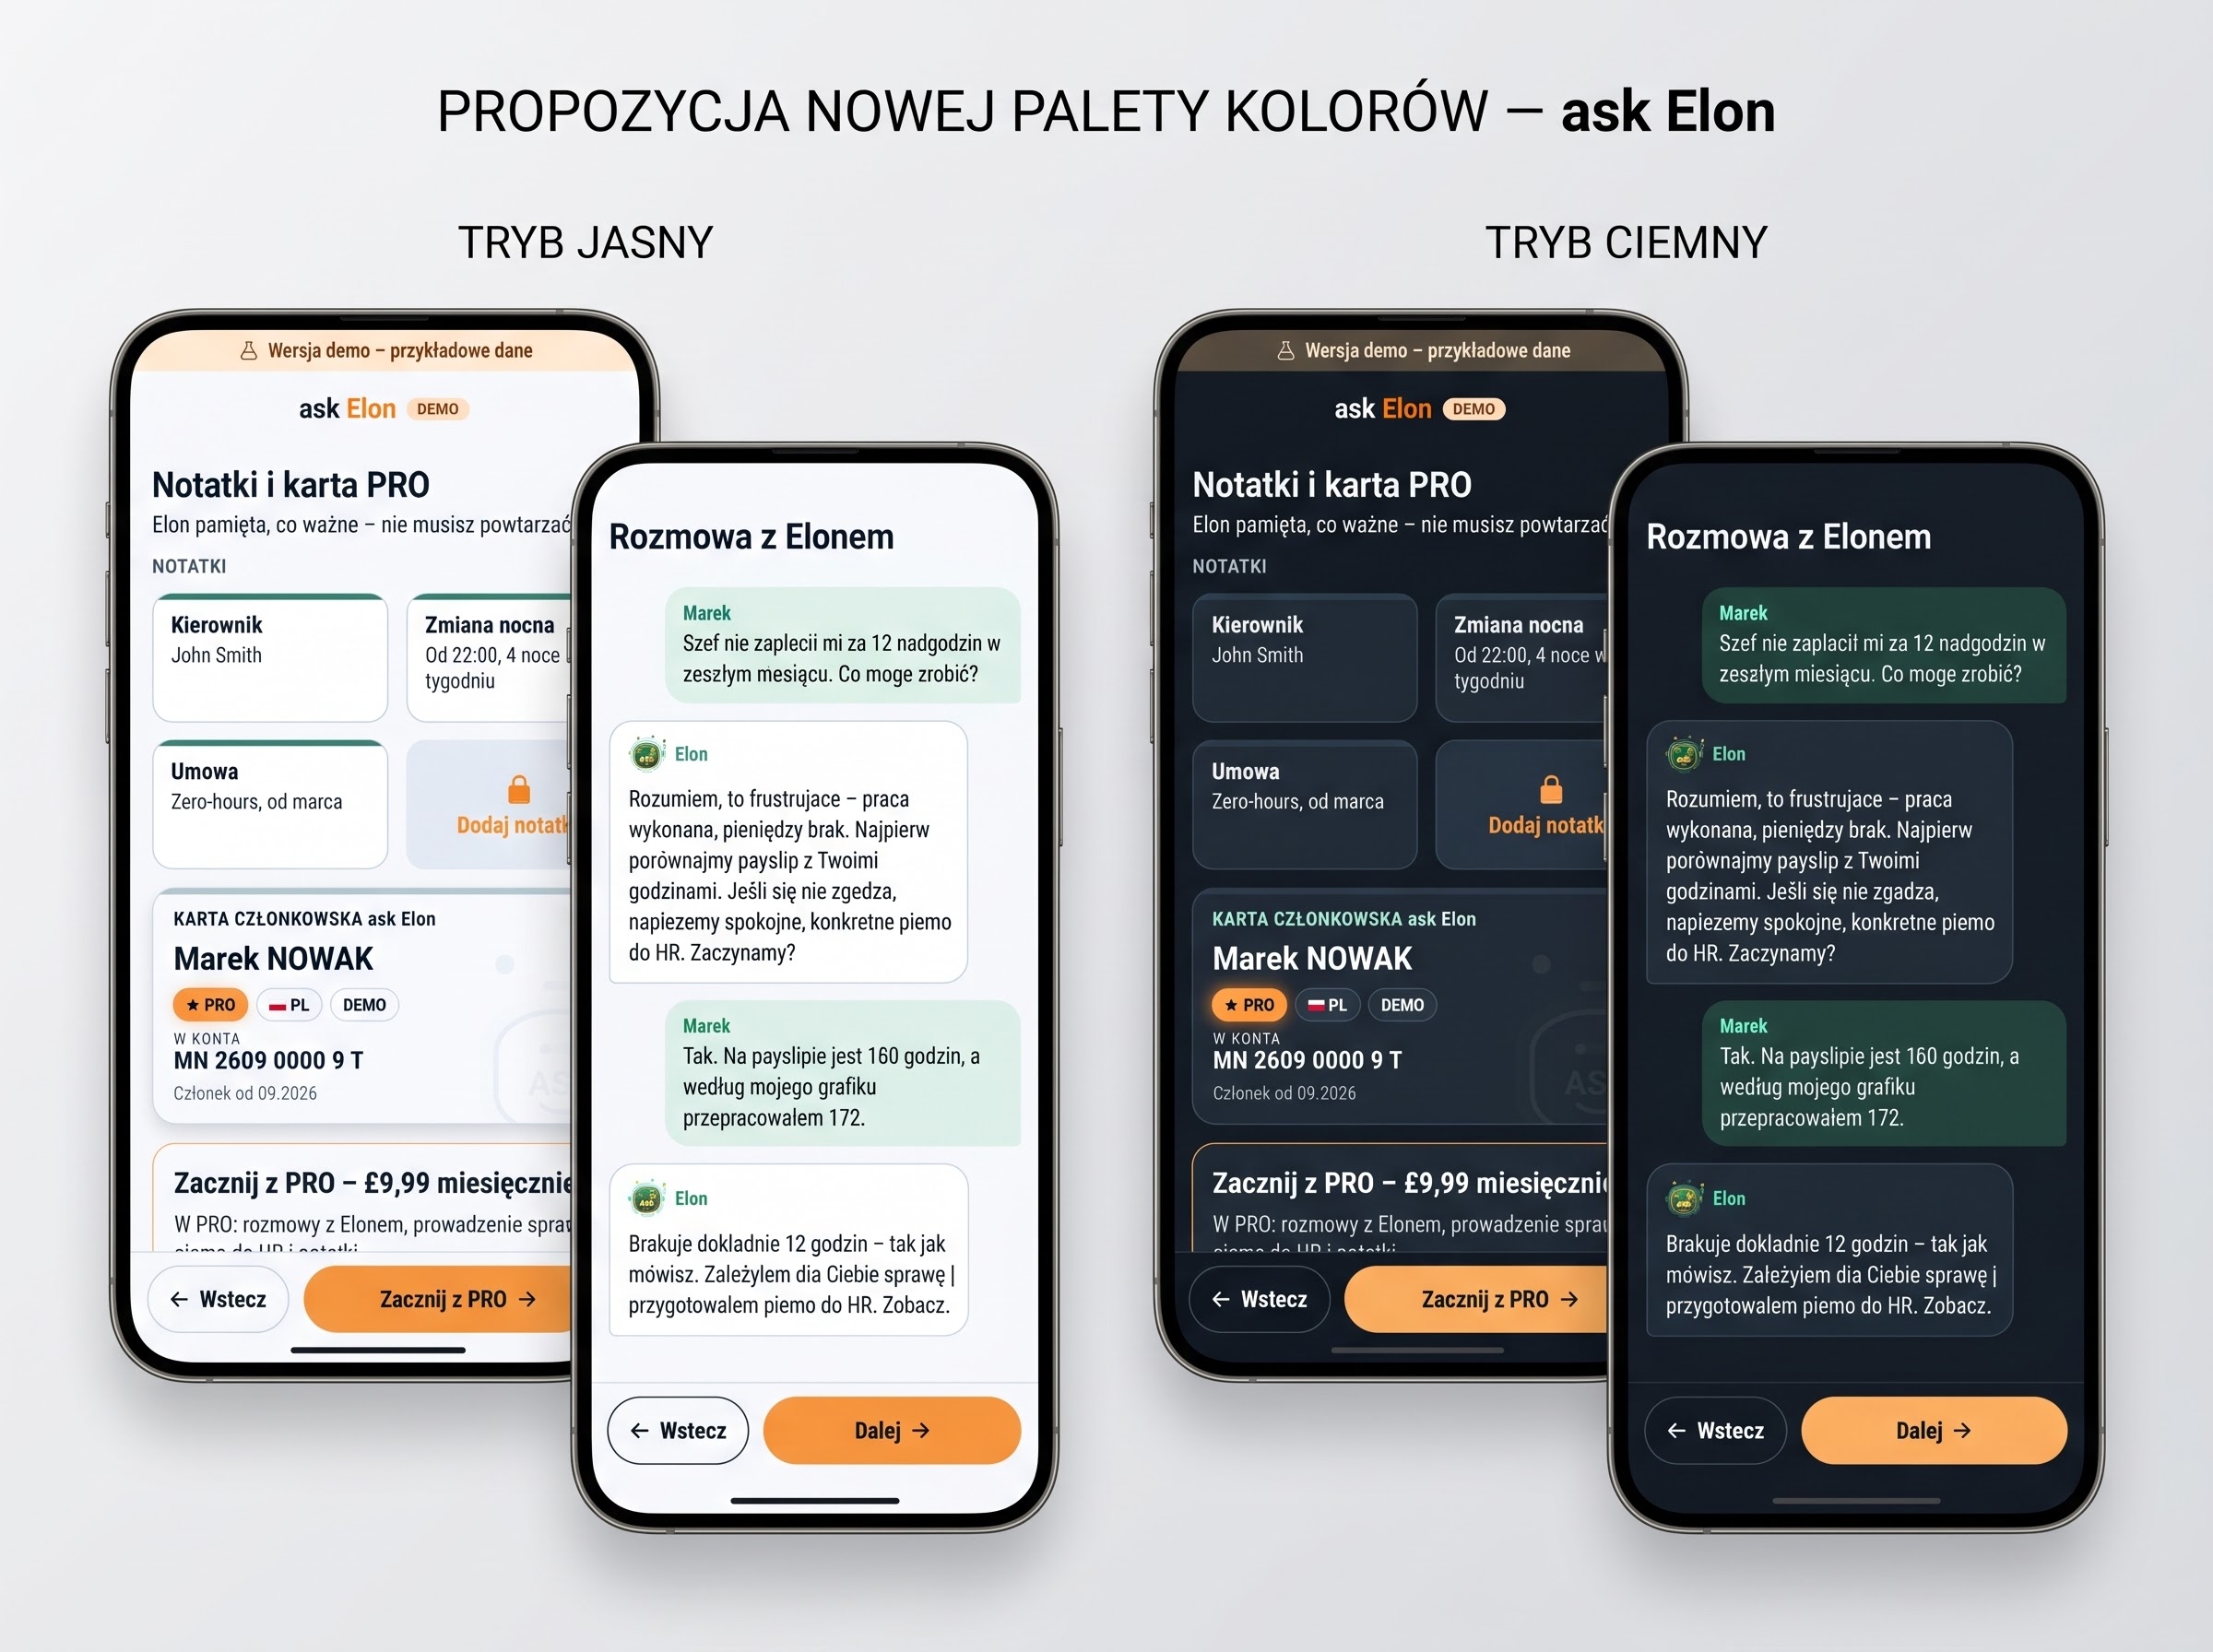 PROPOZYCJA NOWEJ PALETY KOLORÓW – ask Elon
TRYB JASNY
Wersja demo – przykładowe dane
ask Elon DEMO
Notatki i karta PRO
Elon pamięta, co ważne – nie musisz powtarzać
NOTATKI
Kierownik
John Smith
Zmiana nocna
Od 22:00, 4 noce
tygodniu
Umowa
Zero-hours, od marca
Dodaj notatk
KARTA CZŁONKOWSKA ask Elon
Marek NOWAK
★ PRO PL DEMO
W KONTA
MN 2609 0000 9 T
Członek od 09.2026
AS
Zacznij z PRO – £9,99 miesięcznie
W PRO: rozmowy z Elonem, prowadzenie spraw
← Wstecz
Zacznij z PRO →
Rozmowa z Elonem
Marek
Szef nie zaplecii mi za 12 nadgodzin w
zeszłym mesiącu. Co moge zrobić?
Elon
Rozumiem, to frustrujace – praca
wykonana, pieniędzy brak. Najpierw
poròwnajmy payslip z Twoimi
godzinami. Jeśli się nie zgedza,
napiezemy spokojne, konkretne piemo
do HR. Zaczynamy?
Marek
Tak. Na payslipie jest 160 godzin, a
według mojego grafiku
przepracowalem 172.
Elon
Brakuje dokladnie 12 godzin – tak jak
mówisz. Zależylem dia Ciebie sprawę |
przygotowalem piemo do HR. Zobacz.
← Wstecz
Dalej →
TRYB CIEMNY
Wersja demo – przykładowe dane
ask Elon DEMO
Notatki i karta PRO
Elon pamięta, co ważne – nie musisz powtarzać
NOTATKI
Kierownik
John Smith
Zmiana nocna
Od 22:00, 4 noce w
tygodniu
Umowa
Zero-hours, od marca
Dodaj notatk
KARTA CZŁONKOWSKA ask Elon
Marek NOWAK
★ PRO PL DEMO
W KONTA
MN 2609 0000 9 T
Członek od 09.2026
AS
Zacznij z PRO – £9,99 miesięczni
W PRO: rozmowy z Elonem, prowadzenie spraw
← Wstecz
Zacznij z PRO →
Rozmowa z Elonem
Marek
Szef nie zaplacił mi za 12 nadgodzin w
zeszłym miesiącu. Co moge zrobić?
Elon
Rozumiem, to frustrujace – praca
wykonana, pieniędzy brak. Najpierw
poròwnajmy payslip z Twoimi
godzinami. Jeśli się nie zgadza,
napiezemy spokojne, konkretne piemo
do HR. Zaczynamy?
Marek
Tak. Na payslipie jest 160 godzin, a
według mojego grafiku
przepracowałem 172.
Elon
Brakuje dokladnie 12 godzin – tak jak
mówisz. Zależyiem dia Ciebie sprawę |
przygotowalem piemo do HR. Zobacz.
← Wstecz
Dalej →